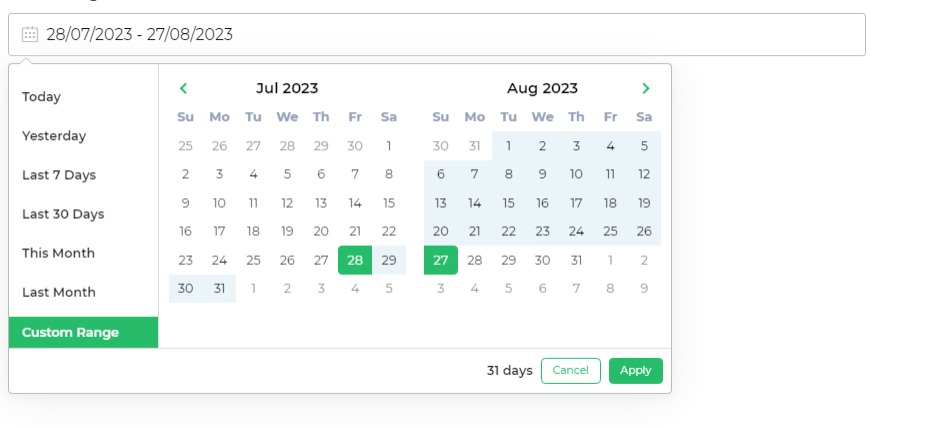 28/07/2023 - 27/08/2023
Today
Yesterday
Last 7 Days
Last 30 Days
This Month
Last Month
Custom Range
Jul 2023
Su Mo Tu We Th Fr Sa
25 26 27 28 29 30 1
2 3 4 5 6 7 8
9 10 11 12 13 14 15
16 17 18 19 20 21 22
23 24 25 26 27 28 29
30 31 1 2 3 4 5
Aug 2023
Su Mo Tu We Th Fr Sa
30 31 1 2 3 4 5
6 7 8 9 10 11 12
13 14 15 16 17 18 19
20 21 22 23 24 25 26
27 28 29 30 31 1 2
3 4 5 6 7 8 9
31 days Cancel Apply